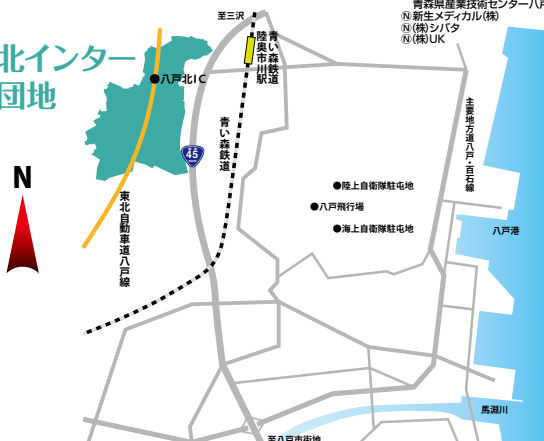 青森県産業技術センター八戸
Ⓝ新生メディカル(株)
Ⓝ(株)シバタ
Ⓝ(株)UK
至三沢
北インター
団地
八戸北IC
青い森鉄道
陸奥市川駅
青い森鉄道
45
主要地方道八戸・百石線
N
東北自動車道八戸線
陸上自衛隊駐屯地
八戸飛行場
海上自衛隊駐屯地
八戸港
馬淵川
至八戸市街地